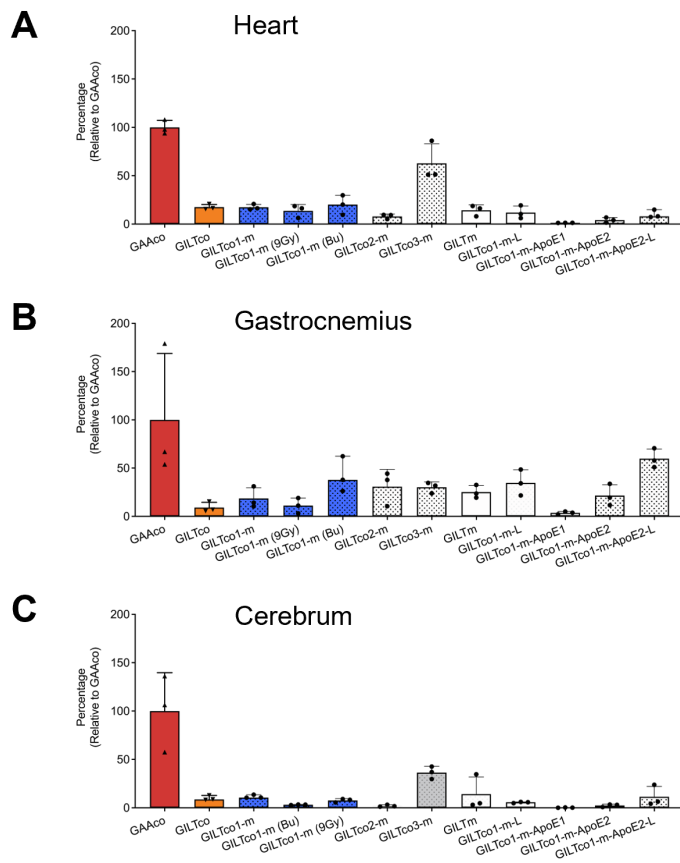 A
Heart
Percentage
(Relative to GAAco)
200
150
100
50
0
GAAco
GILTco
GILTco1-m
GILTco1-m (9Gy)
GILTco1-m (Bu)
GILTco2-m
GILTco3-m
GILTm
GILTco1-m-L
GILTco1-m-ApoE1
GILTco1-m-ApoE2
GILTco1-m-ApoE2-L
B
Gastrocnemius
Percentage
(Relative to GAAco)
200
150
100
50
0
GAAco
GILTco
GILTco1-m
GILTco1-m (9Gy)
GILTco1-m (Bu)
GILTco2-m
GILTco3-m
GILTm
GILTco1-m-L
GILTco1-m-ApoE1
GILTco1-m-ApoE2
GILTco1-m-ApoE2-L
C
Cerebrum
Percentage
(Relative to GAAco)
200
150
100
50
0
GAAco
GILTco
GILTco1-m
GILTco1-m (Bu)
GILTco1-m (9Gy)
GILTco2-m
GILTco3-m
GILTm
GILTco1-m-L
GILTco1-m-ApoE1
GILTco1-m-ApoE2
GILTco1-m-ApoE2-L